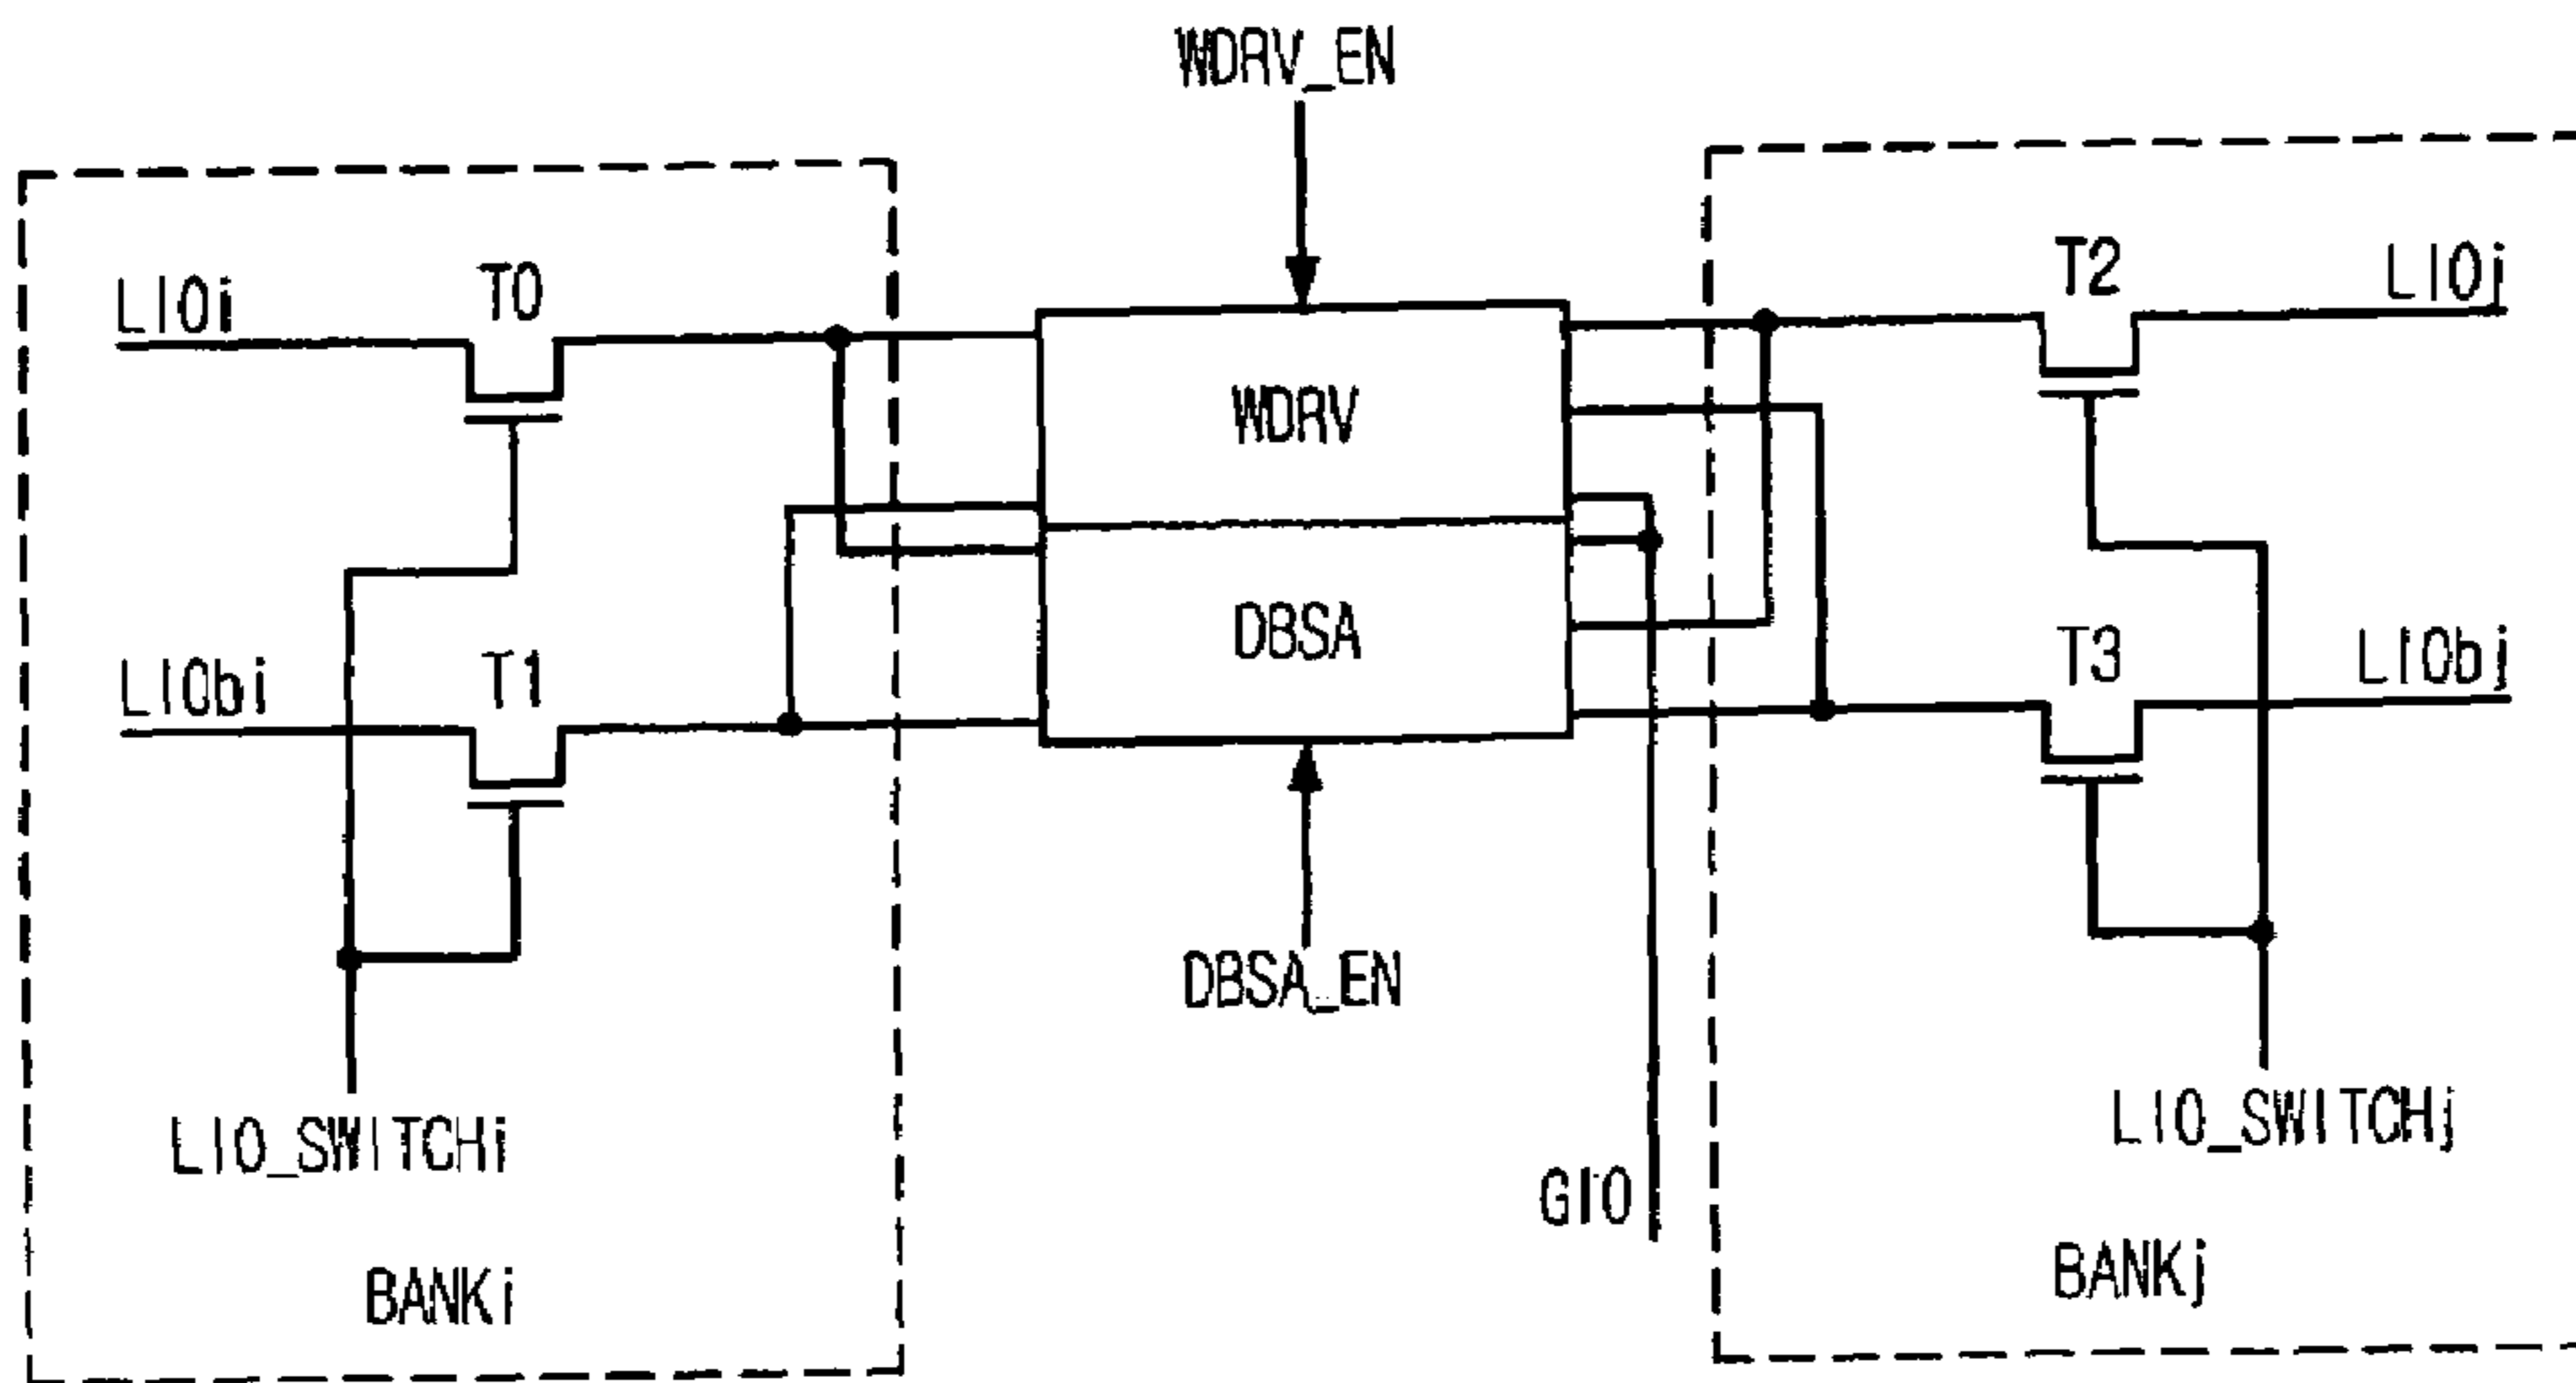 WDRV_EN
LIOi
T0
T2
LIOj
WDRV
DBSA
LIObi
T1
T3
LIObj
DBSA_EN
LIO_SWITCHi
LIO_SWITCHj
GIO
BANKi
BANKj